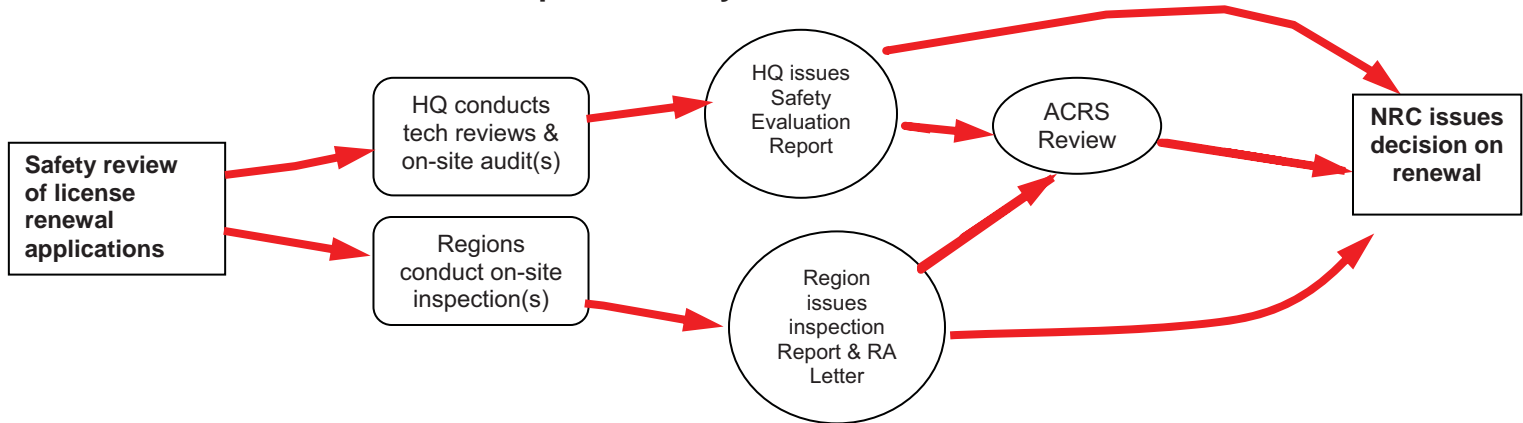 Safety review
of license
renewal
applications
HQ conducts
tech reviews &
on-site audit(s)
Regions
conduct on-site
inspection(s)
HQ issues
Safety
Evaluation
Report
Region
issues
inspection
Report & RA
Letter
ACRS
Review
NRC issues
decision on
renewal